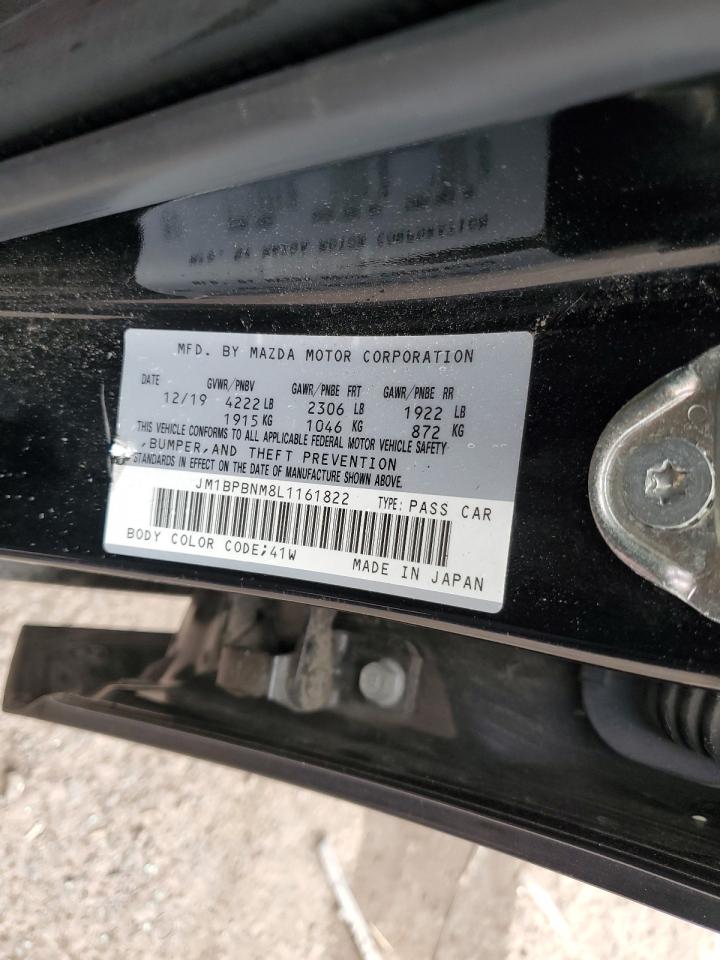 MFD. BY MAZDA MOTOR CORPORATION
DATE GVWR/PNBV GAWR/PNBE FRT GAWR/PNBE RR
12/19 4222 LB 2306 LB 1922 LB
1915 KG 1046 KG 872 KG
THIS VEHICLE CONFORMS TO ALL APPLICABLE FEDERAL MOTOR VEHICLE SAFETY
,BUMPER,AND THEFT PREVENTION
STANDARDS IN EFFECT ON THE DATE OF MANUFACTURE SHOWN ABOVE.
JM1BPBNM8L1161822 TYPE: PASS CAR
BODY COLOR CODE;41W MADE IN JAPAN